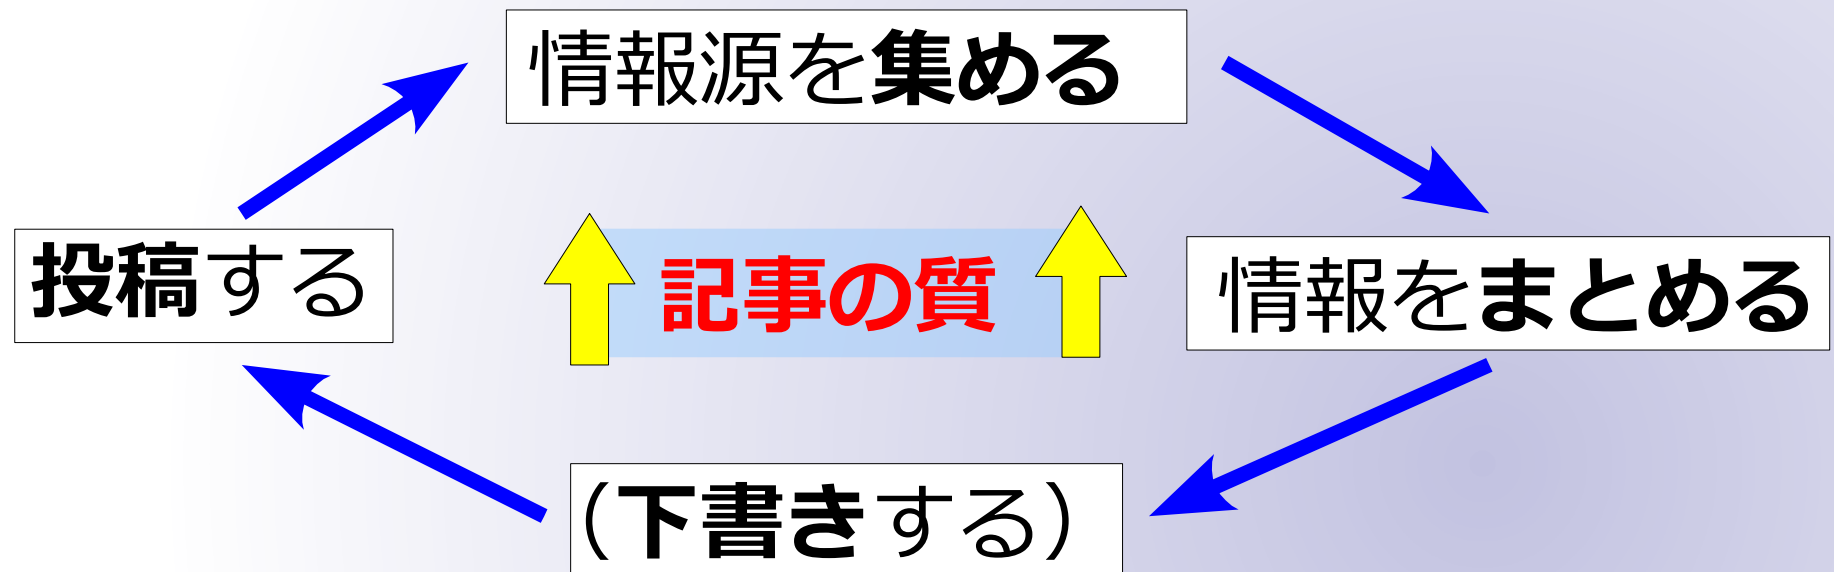 情報源を集める
投稿する
記事の質
情報をまとめる
（下書きする）